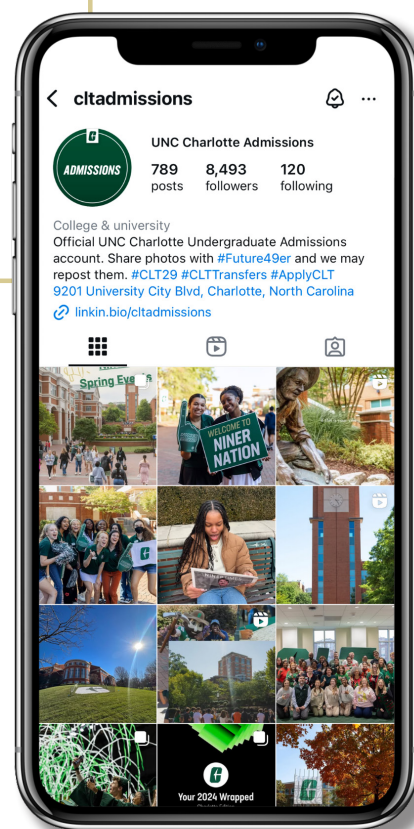 cltadmissions
ADMISSIONS
UNC Charlotte Admissions
789 8,493 120
posts followers following
College & university
Official UNC Charlotte Undergraduate Admissions
account. Share photos with #Future49er and we may
repost them. #CLT29 #CLTTransfers #ApplyCLT
9201 University City Blvd, Charlotte, North Carolina
linkin.bio/cltadmissions
Spring Events
WELCOME TO
NINER
NATION
Your 2024 Wrapped